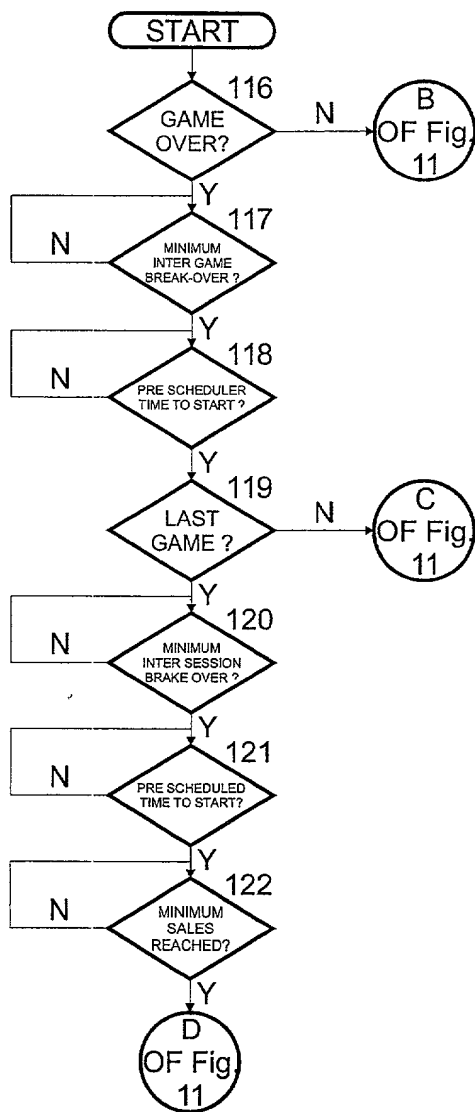 START
116
GAME
OVER?
N
B
OF Fig.
11
Y
117
N
MINIMUM
INTER GAME
BREAK-OVER ?
Y
118
N
PRE SCHEDULER
TIME TO START ?
Y
119
LAST
GAME ?
N
C
OF Fig.
11
Y
120
N
MINIMUM
INTER SESSION
BRAKE OVER ?
Y
121
N
PRE SCHEDULED
TIME TO START?
Y
122
N
MINIMUM
SALES
REACHED?
Y
D
OF Fig.
11